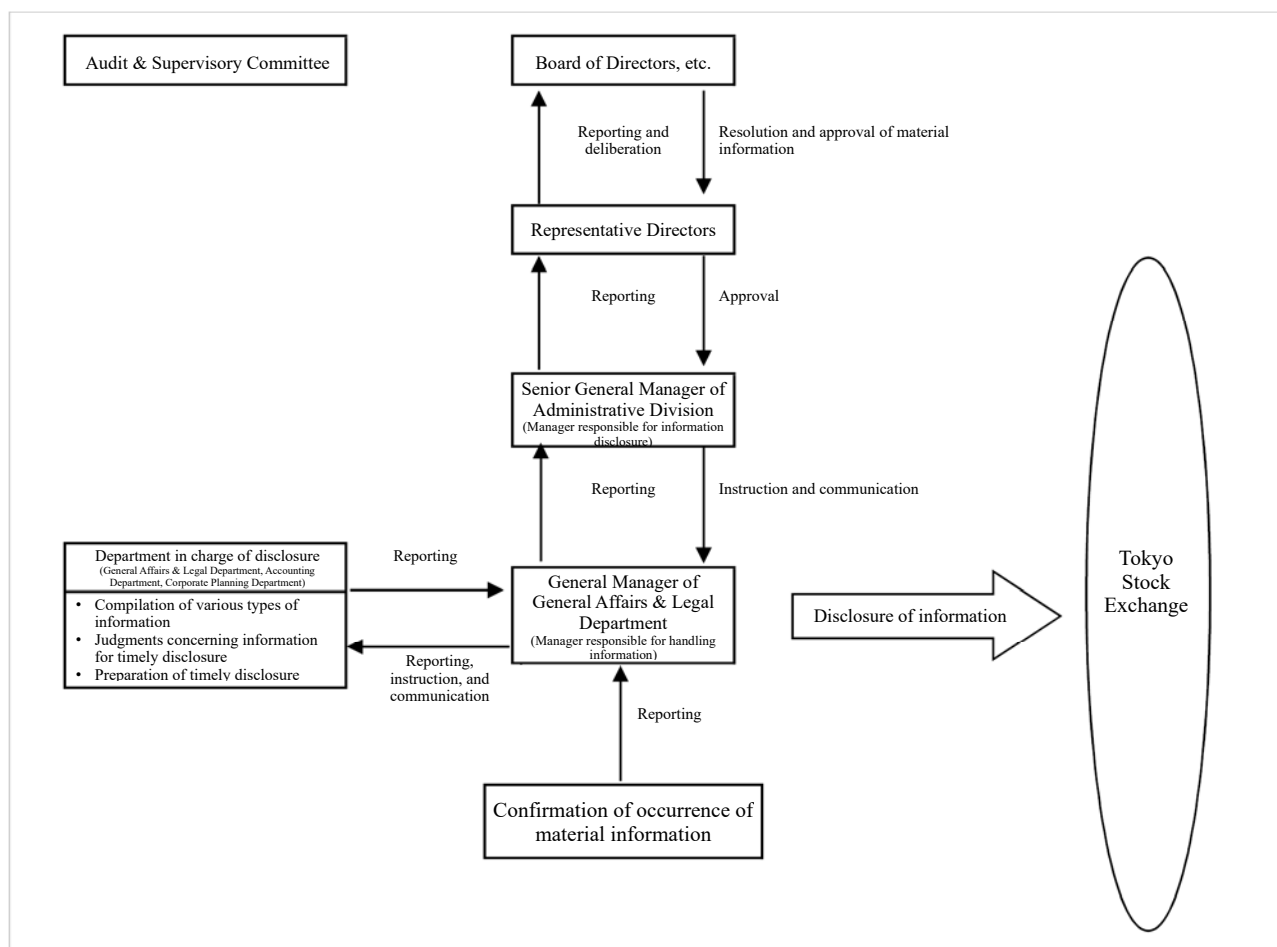 Audit & Supervisory Committee
Board of Directors, etc.
Reporting and
deliberation
Resolution and approval of material
information
Representative Directors
Reporting
Approval
Senior General Manager of
Administrative Division
(Manager responsible for information
disclosure)
Reporting
Instruction and communication
Department in charge of disclosure
(General Affairs & Legal Department, Accounting
Department, Corporate Planning Department)
• Compilation of various types of
information
• Judgments concerning information
for timely disclosure
• Preparation of timely disclosure
Reporting
Reporting,
instruction, and
communication
General Manager of
General Affairs & Legal
Department
(Manager responsible for handling
information)
Reporting
Confirmation of occurrence of
material information
Disclosure of information
Tokyo
Stock
Exchange